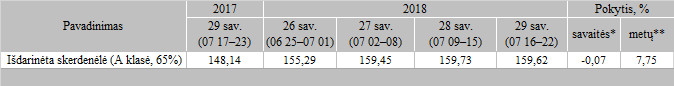 Pavadinimas 2017 2018 Pokytis, %
29 sav. (07 17–23) 26 sav. (06 25–07 01) 27 sav. (07 02–08) 28 sav. (07 09–15) 29 sav. (07 16–22) savaitės* metų**
Išdarinėta skerdenėlė (A klasė, 65%) 148,14 155,29 159,45 159,73 159,62 -0,07 7,75